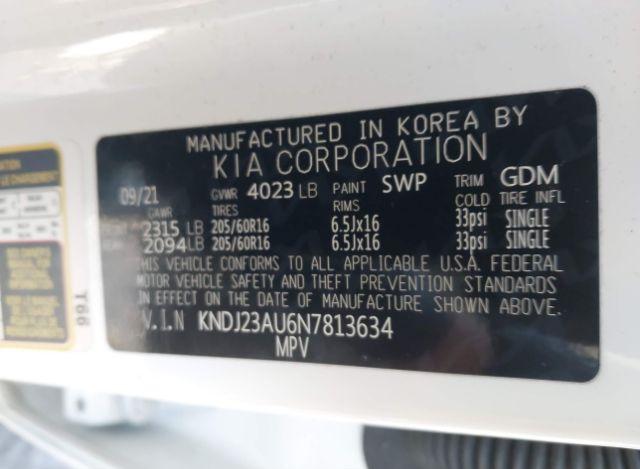 MANUFACTURED IN KOREA BY
KIA CORPORATION
09/21 GVWR 4023 LB PAINT SWP TRIM GDM
GAWR TIRES RIMS COLD TIRE INFL
2315 LB 205/60R16 6.5Jx16 33psi SINGLE
2094 LB 205/60R16 6.5Jx16 33psi SINGLE
THIS VEHICLE CONFORMS TO ALL APPLICABLE U.S.A. FEDERAL
MOTOR VEHICLE SAFETY AND THEFT PREVENTION STANDARDS
IN EFFECT ON THE DATE OF MANUFACTURE SHOWN ABOVE.
V.I.N KNDJ23AU6N7813634
MPV
T66